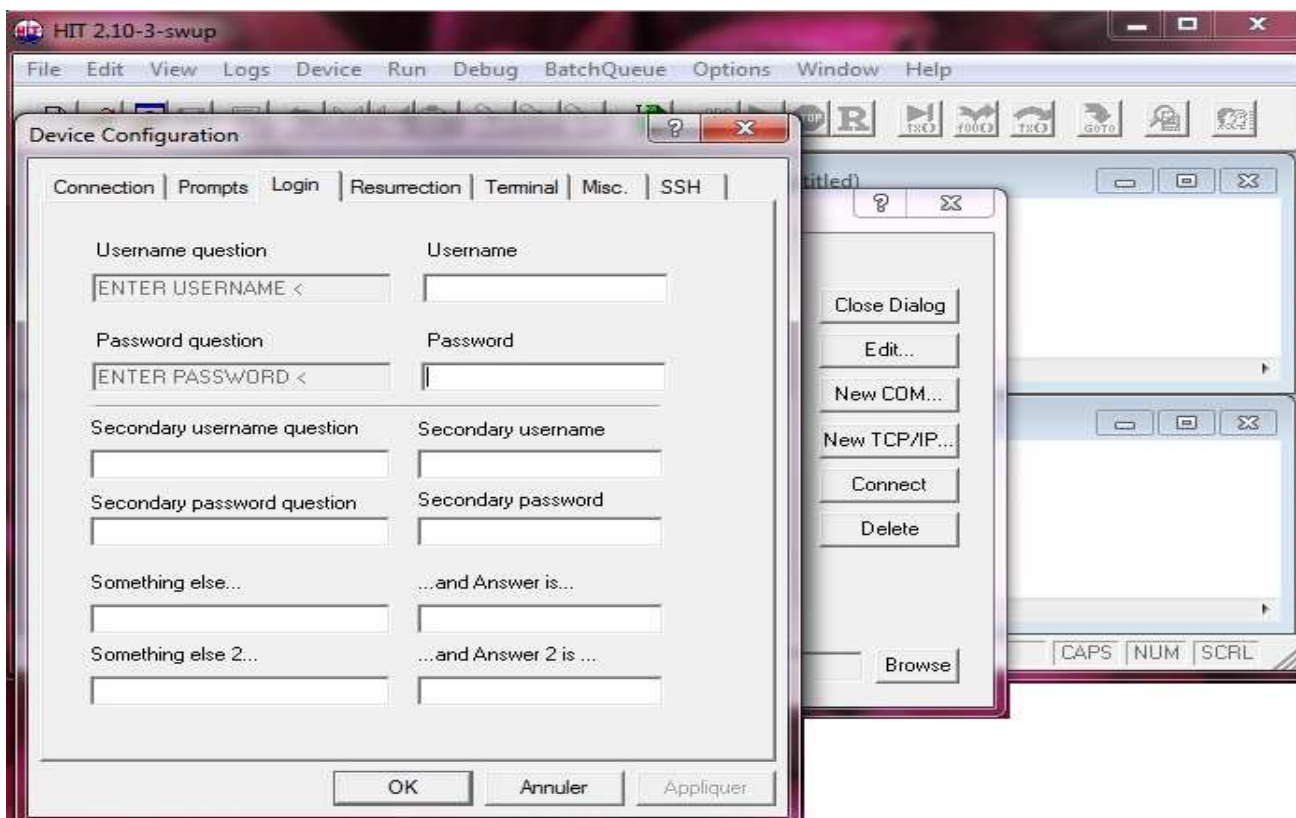 HIT 2.10-3-swup
File Edit View Logs Device Run Debug BatchQueue Options Window Help
STOP R GOTO
Device Configuration
Connection Prompts Login Resurrection Terminal Misc. SSH
titled)
Username question Username
ENTER USERNAME <
Password question Password
ENTER PASSWORD <
Secondary username question Secondary username
Secondary password question Secondary password
Something else... ...and Answer is...
Something else 2... ...and Answer 2 is ...
OK Annuler Appliquer
Close Dialog
Edit...
New COM...
New TCP/IP...
Connect
Delete
Browse
CAPS NUM SCRL